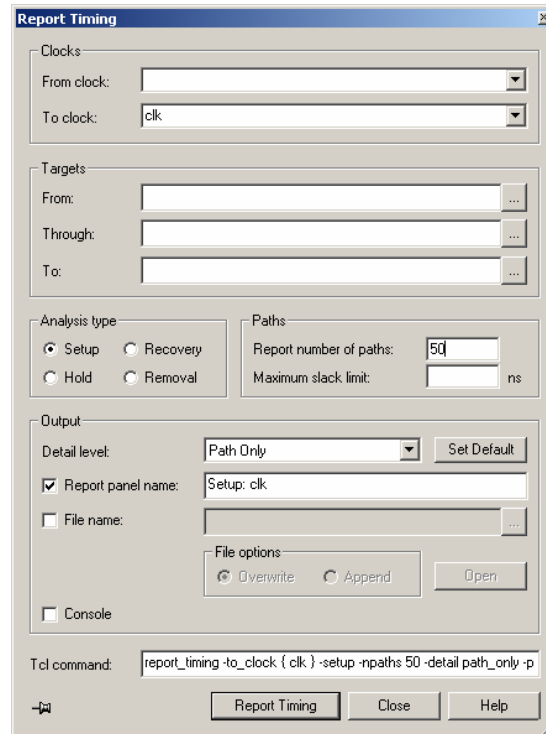 Report Timing
Clocks
From clock:
To clock: clk
Targets
From: ...
Through: ...
To: ...
Analysis type
Setup Recovery
Hold Removal
Paths
Report number of paths: 50
Maximum slack limit: ns
Output
Detail level: Path Only Set Default
Report panel name: Setup: clk
File name: ...
File options
Overwrite Append Open
Console
Tcl command: report_timing -to_clock { clk } -setup -npaths 50 -detail path_only -p
Report Timing Close Help